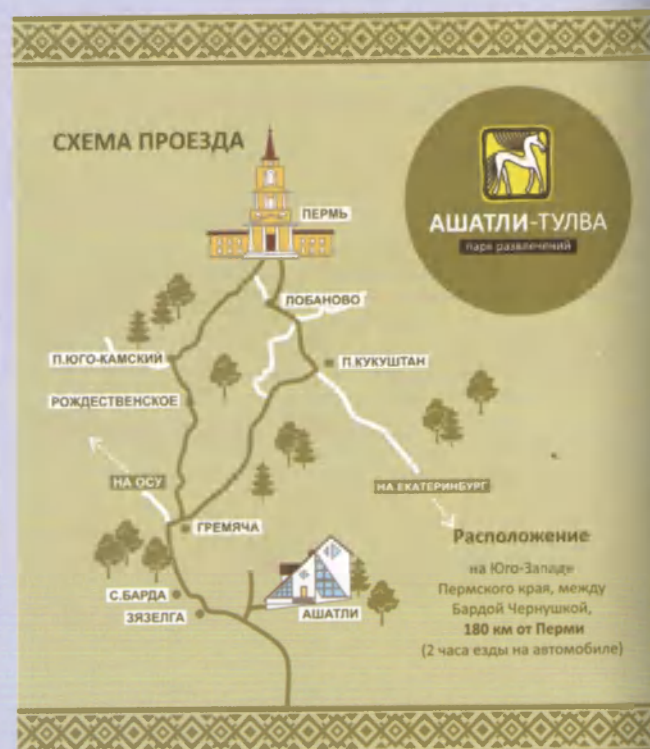 СХЕМА ПРОЕЗДА
АШАТЛИ-ТУЛВА
парк развлечений
ПЕРМЬ
ЛОБАНОВО
П.ЮГО-КАМСКИЙ
П.КУКУШТАН
РОЖДЕСТВЕНСКОЕ
НА ОСУ
НА ЕКАТЕРИНБУРГ
ГРЕМЯЧА
С.БАРДА
ЗЯЗЕЛГА
АШАТЛИ
Расположение
на Юго-Западе
Пермского края, между
Бардой Чернушкой,
180 км от Перми
(2 часа езды на автомобиле)